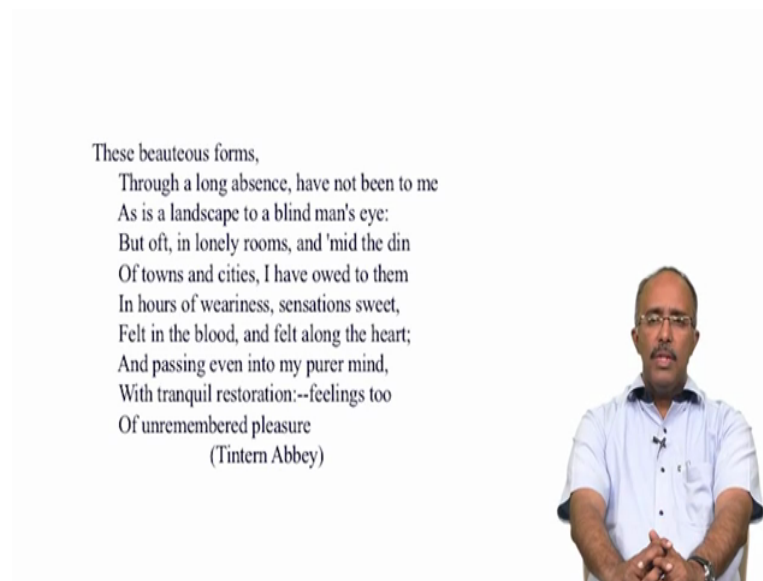 These beauteous forms,
Through a long absence, have not been to me
As is a landscape to a blind man's eye:
But oft, in lonely rooms, and 'mid the din
Of towns and cities, I have owed to them
In hours of weariness, sensations sweet,
Felt in the blood, and felt along the heart;
And passing even into my purer mind,
With tranquil restoration:--feelings too
Of unremembered pleasure
(Tintern Abbey)